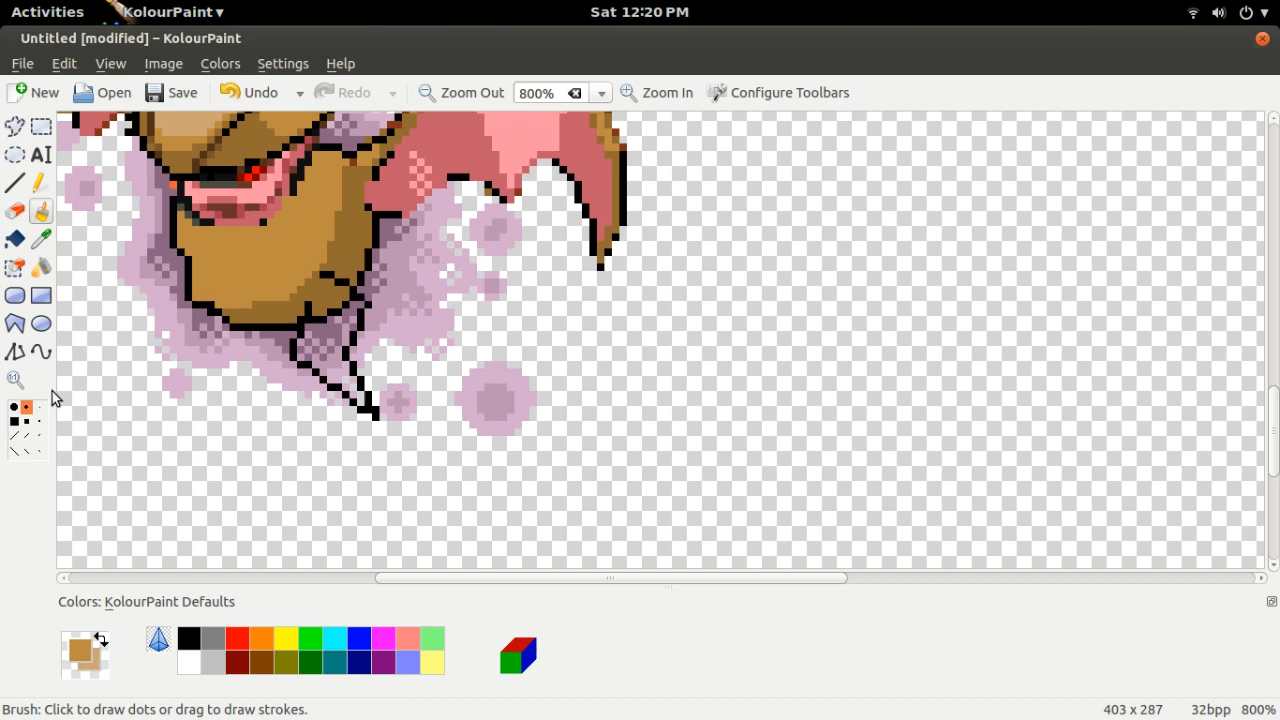 Activities KolourPaint Sat 12:20 PM
Untitled [modified] – KolourPaint
File Edit View Image Colors Settings Help
New Open Save Undo Redo Zoom Out 800% Zoom In Configure Toolbars
Colors: KolourPaint Defaults
Brush: Click to draw dots or drag to draw strokes. 403 x 287 32bpp 800%